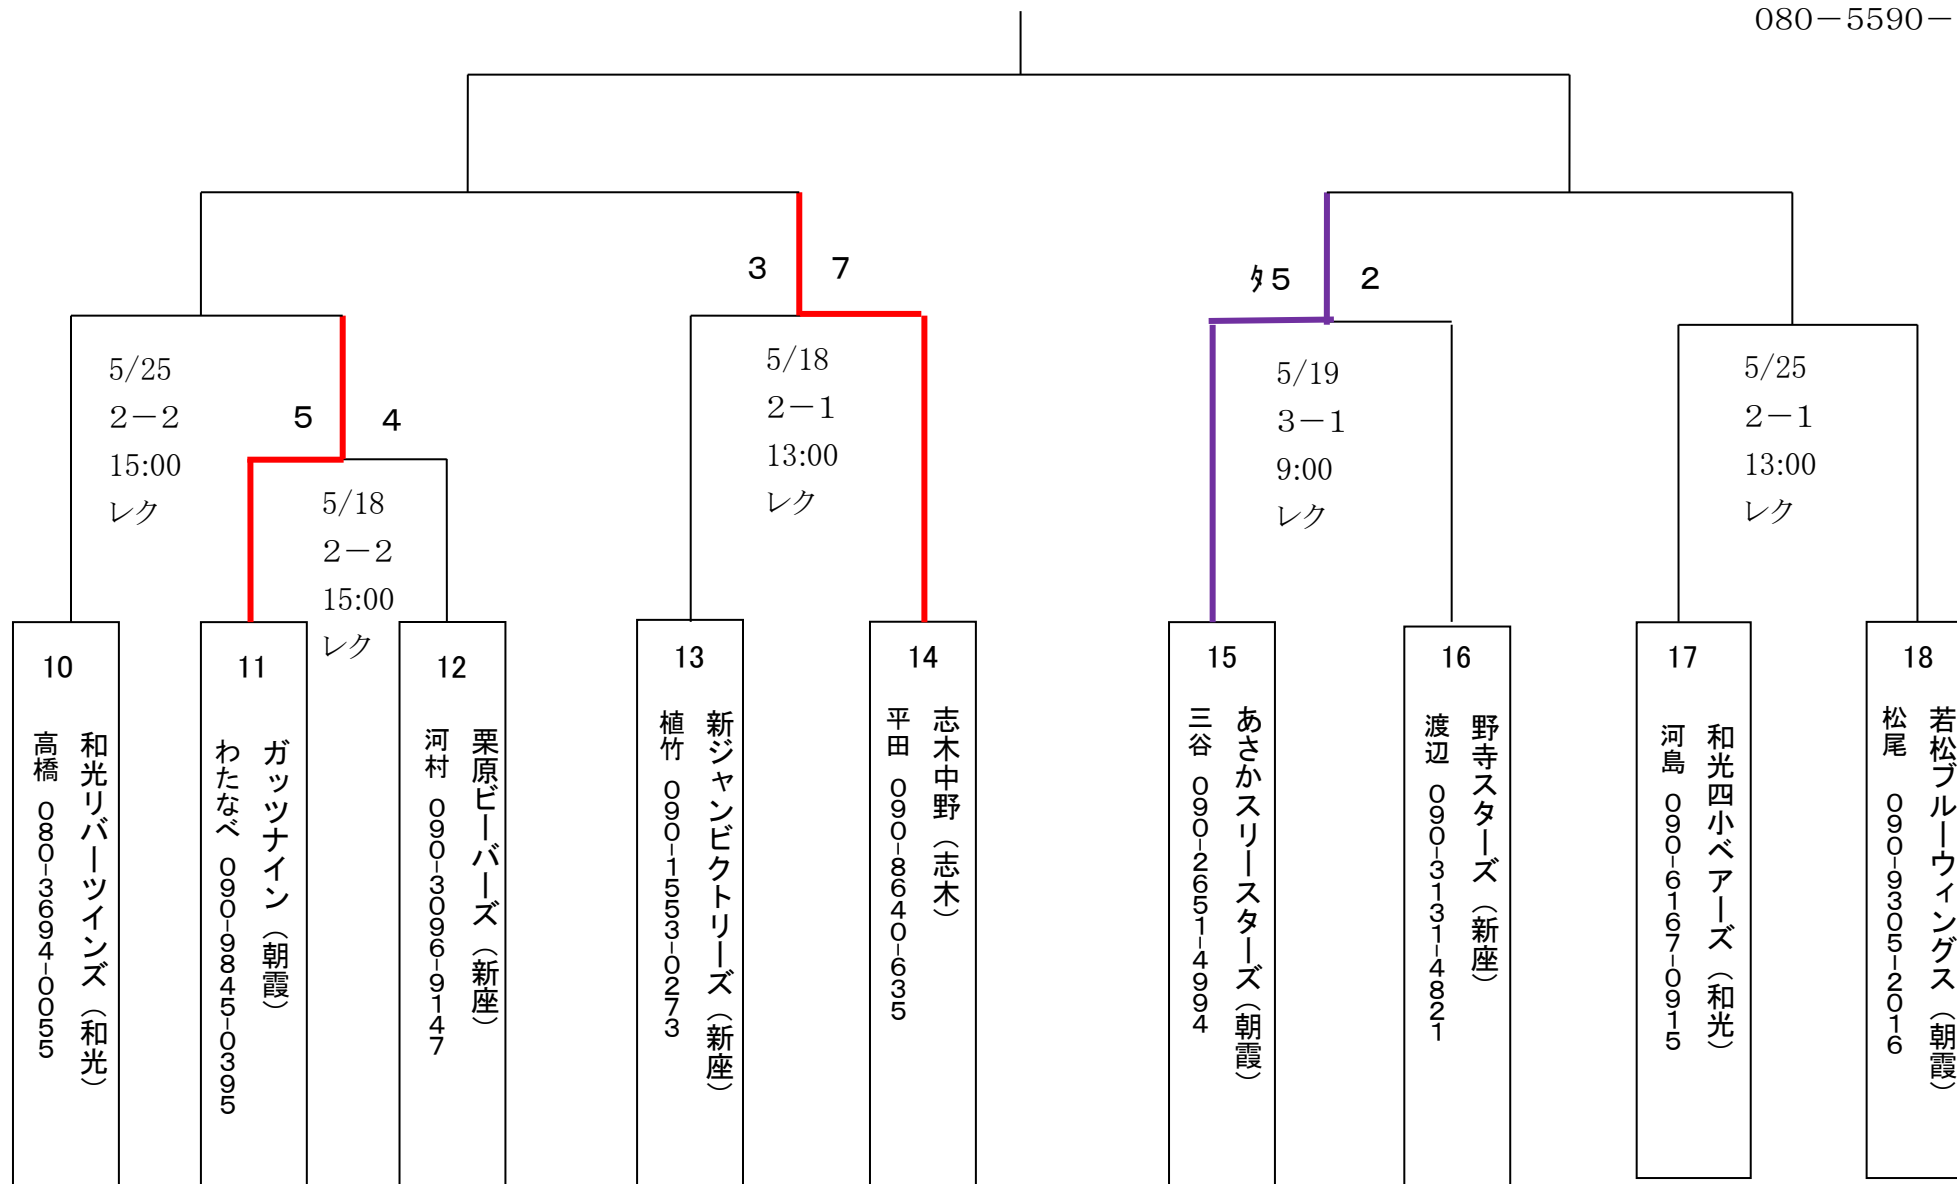 080－5590－
3 7
ﾀ5 2
5/25
2－2
15:00
レク
5 4
5/18
2－2
15:00
レク
5/18
2－1
13:00
レク
5/19
3－1
9:00
レク
5/25
2－1
13:00
レク
10
和光リバーツインズ（和光）
高橋 080-3694-0055
11
ガッツナイン（朝霞）
わたなべ 090-9845-0395
12
栗原ビーバーズ（新座）
河村 090-3096-9147
13
新ジャンビクトリーズ（新座）
植竹 090-1553-0273
14
志木中野（志木）
平田 090-8640-635
15
あさかスリースターズ（朝霞）
三谷 090-2651-4994
16
野寺スターズ（新座）
渡辺 090-3131-4821
17
和光四小ベアーズ（和光）
河島 090-6167-0915
18
若松ブルーウィングス（朝霞）
松尾 090-9305-2016